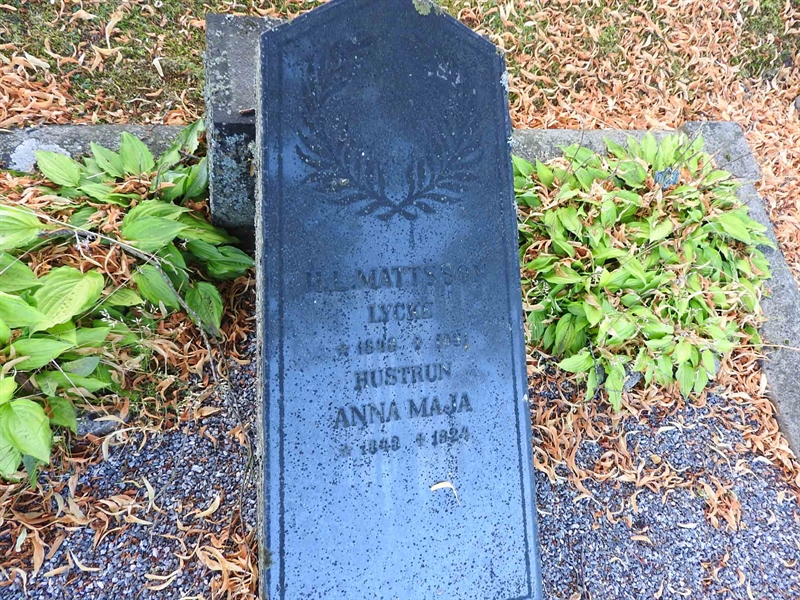 MATTSSON
LYCKE
HUSTRUN
ANNA MAJA
* 1848 + 1924